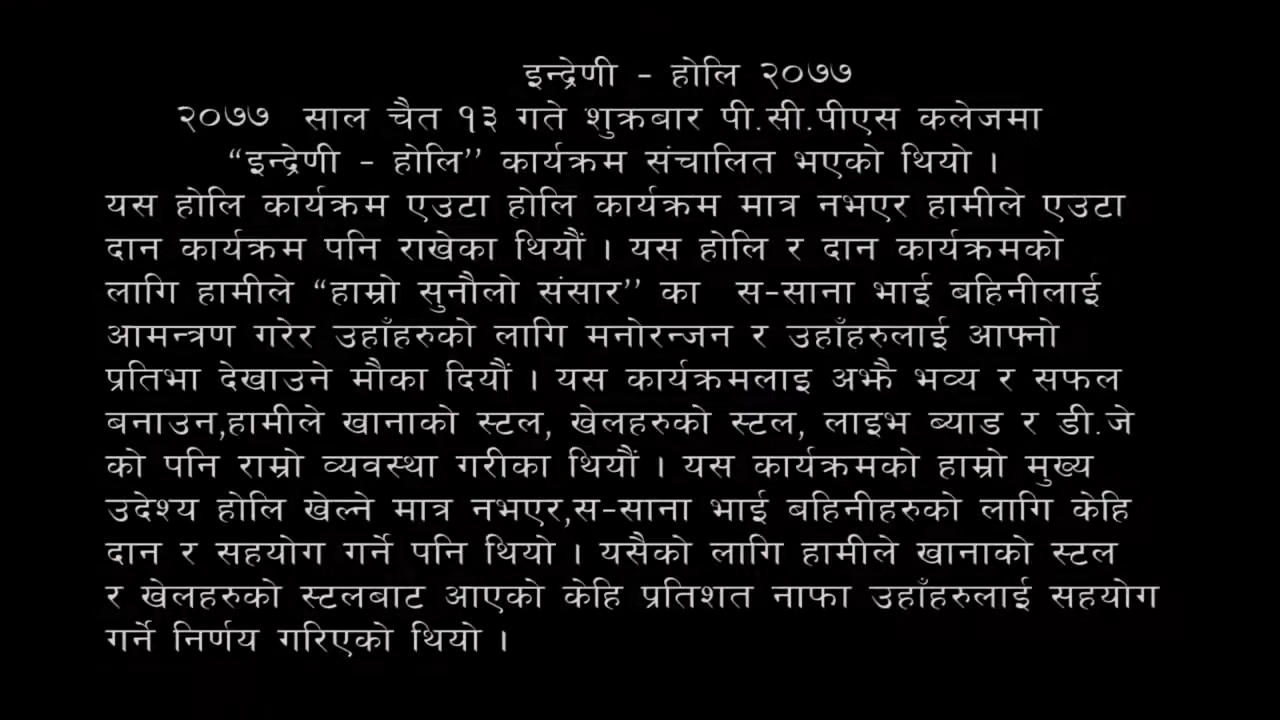 इन्द्रेणी - होलि २०७७
२०७७ साल चैत १३ गते शुक्रबार पी.सी.पीएस कलेजमा
“इन्द्रेणी - होलि’’ कार्यक्रम संचालित भएको थियो ।
यस होलि कार्यक्रम एउटा होलि कार्यक्रम मात्र नभएर हामीले एउटा
दान कार्यक्रम पनि राखेका थियौं । यस होलि र दान कार्यक्रमको
लागि हामीले “हाम्रो सुनौलो संसार’’ का स-साना भाई बहिनीलाई
आमन्त्रण गरेर उहाँहरुको लागि मनोरन्जन र उहाँहरुलाई आफ्नो
प्रतिभा देखाउने मौका दियौं । यस कार्यक्रमलाइ अझै भव्य र सफल
बनाउन,हामीले खानाको स्टल, खेलहरुको स्टल, लाइभ ब्याड र डी.जे
को पनि राम्रो व्यवस्था गरीका थियौं । यस कार्यक्रमको हाम्रो मुख्य
उदेश्य होलि खेल्ने मात्र नभएर,स-साना भाई बहिनीहरुको लागि केहि
दान र सहयोग गर्ने पनि थियो । यसैको लागि हामीले खानाको स्टल
र खेलहरुको स्टलबाट आएको केहि प्रतिशत नाफा उहाँहरुलाई सहयोग
गर्ने निर्णय गरिएको थियो ।